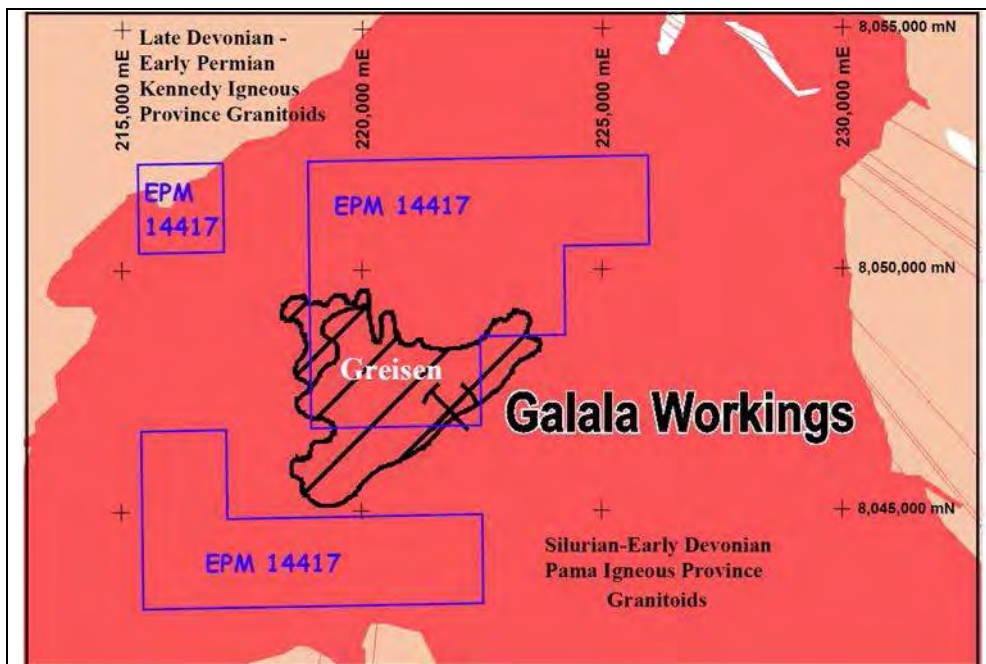 Late Devonian -
Early Permian
Kennedy Igneous
Province Granitoids
215,000 mE
220,000 mE
225,000 mE
230,000 mE
8,055,000 mN
EPM
14417
EPM 14417
8,050,000 mN
Greisen
Galala Workings
8,045,000 mN
Silurian-Early Devonian
Pama Igneous Province
Granitoids
EPM 14417